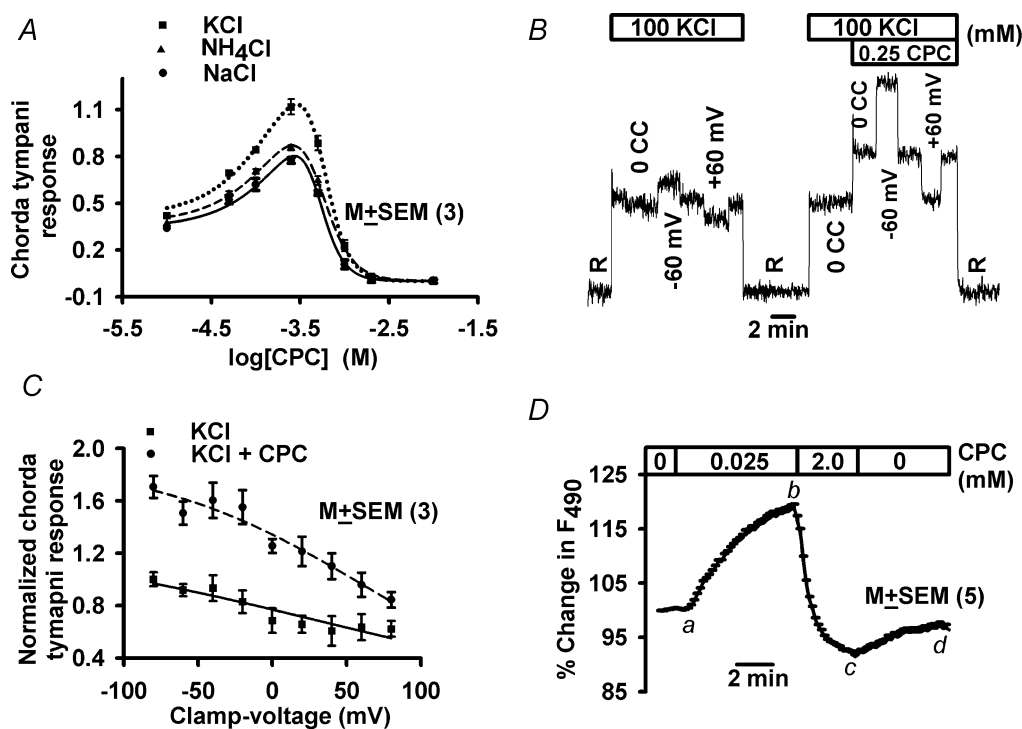 A
KCl
NH4Cl
NaCl
Chorda tympani
response
1.1
0.8
0.5
0.2
-0.1
M+SEM (3)
-5.5 -4.5 -3.5 -2.5 -1.5
log[CPC] (M)
B
100 KCl 100 KCl (mM)
0.25 CPC
0 CC
+60 mV
-60 mV
0 CC
+60 mV
-60 mV
0 CC
R
R
R
2 min
C
KCl
KCl + CPC
Normalized chorda
tymapni response
2.0
1.6
1.2
0.8
0.4
M+SEM (3)
-100 -50 0 50 100
Clamp-voltage (mV)
D
0 0.025 2.0 0 CPC
(mM)
% Change in F490
125
115
105
95
85
a
b
c
d
M+SEM (5)
2 min